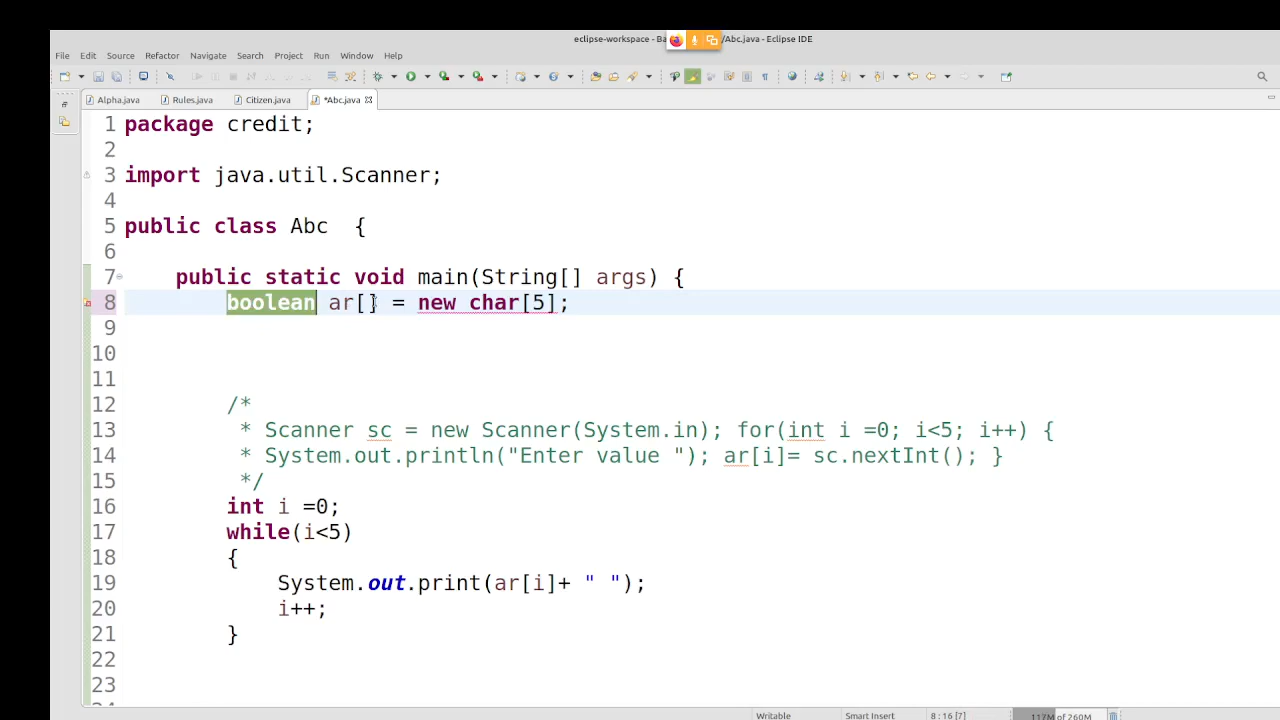 eclipse-workspace - Ba /Abc.java - Eclipse IDE
File Edit Source Refactor Navigate Search Project Run Window Help
Alpha.java Rules.java Citizen.java *Abc.java
1 package credit;
2
3 import java.util.Scanner;
4
5 public class Abc {
6
7 public static void main(String[] args) {
8 boolean ar[] = new char[5];
9
10
11
12 /*
13 * Scanner sc = new Scanner(System.in); for(int i =0; i<5; i++) {
14 * System.out.println("Enter value "); ar[i]= sc.nextInt(); }
15 */
16 int i =0;
17 while(i<5)
18 {
19 System.out.print(ar[i]+ " ");
20 i++;
21 }
22
23
Writable Smart Insert 8 : 16 [7] 117M of 260M